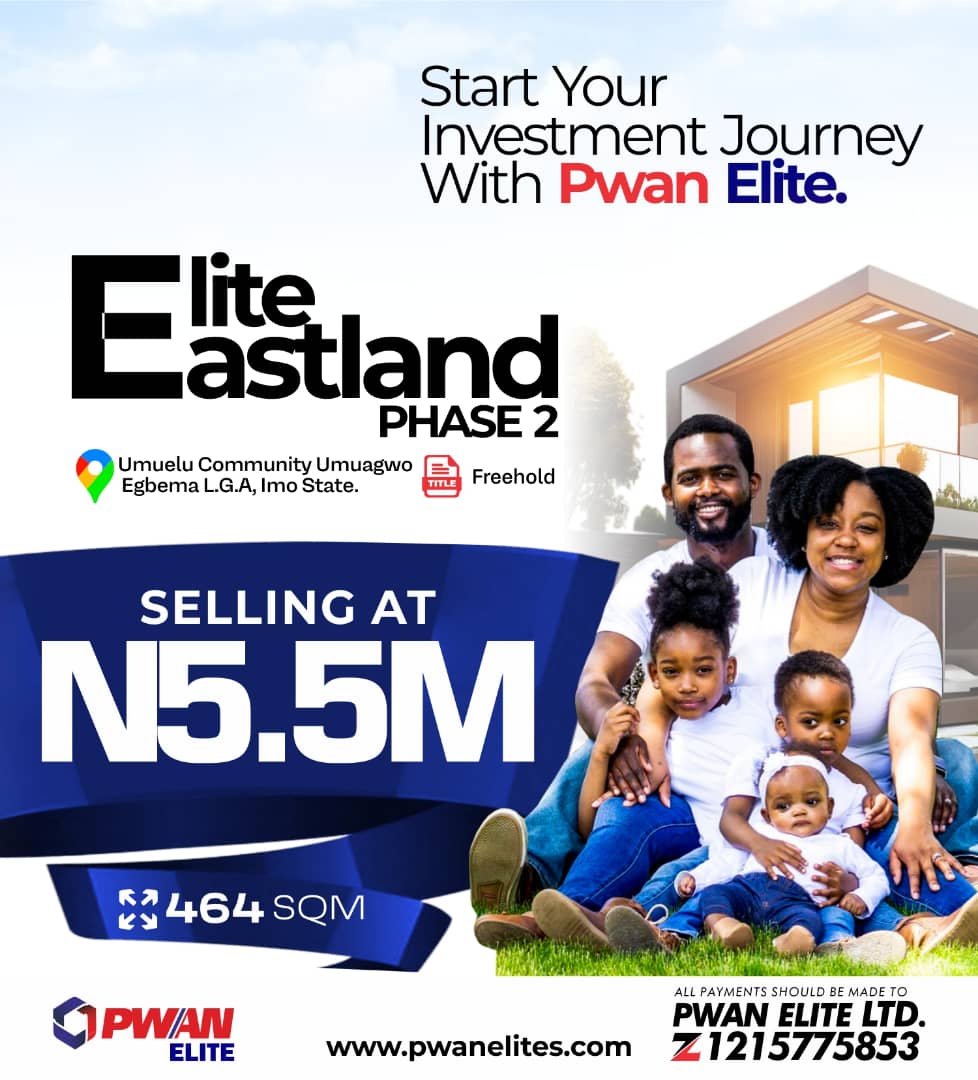 Start Your
Investment Journey
With Pwan Elite.
Elite
Eastland
PHASE 2
Umuelu Community Umuagwo
Egbema L.G.A, Imo State.
TITLE
Freehold
SELLING AT
N5.5M
464 SQM
PWAN
ELITE
www.pwanelites.com
ALL PAYMENTS SHOULD BE MADE TO
PWAN ELITE LTD.
Z 1215775853